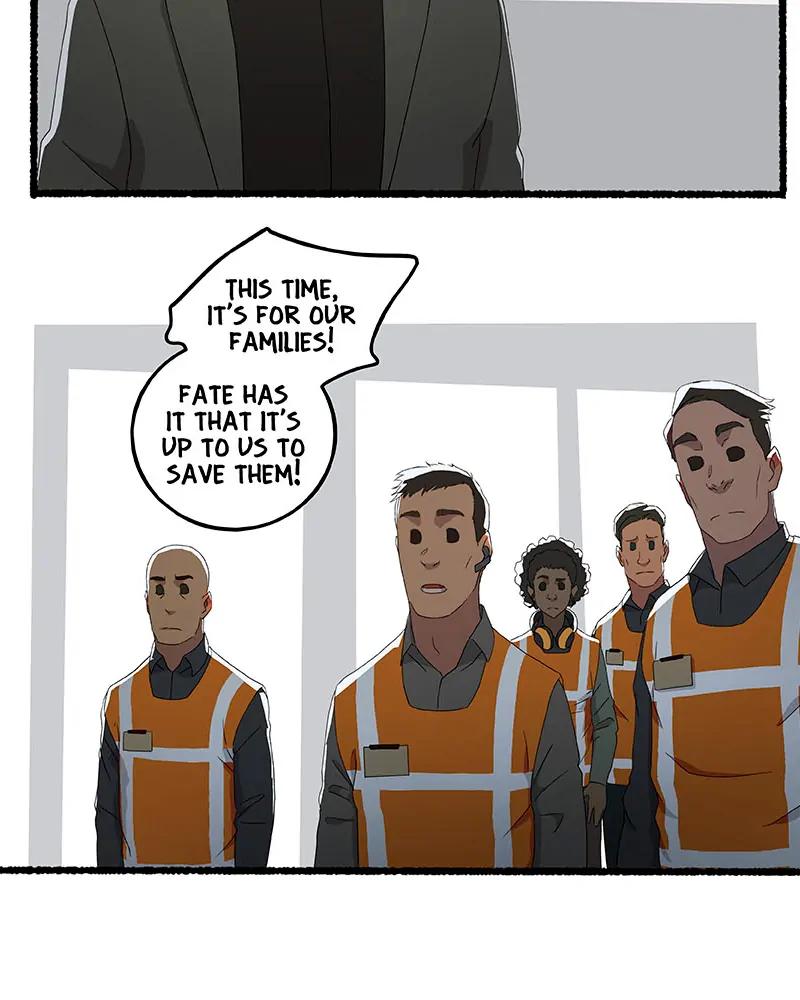 THIS TIME,
IT'S FOR OUR
FAMILIES!
FATE HAS
IT THAT IT'S
UP TO US TO
SAVE THEM!